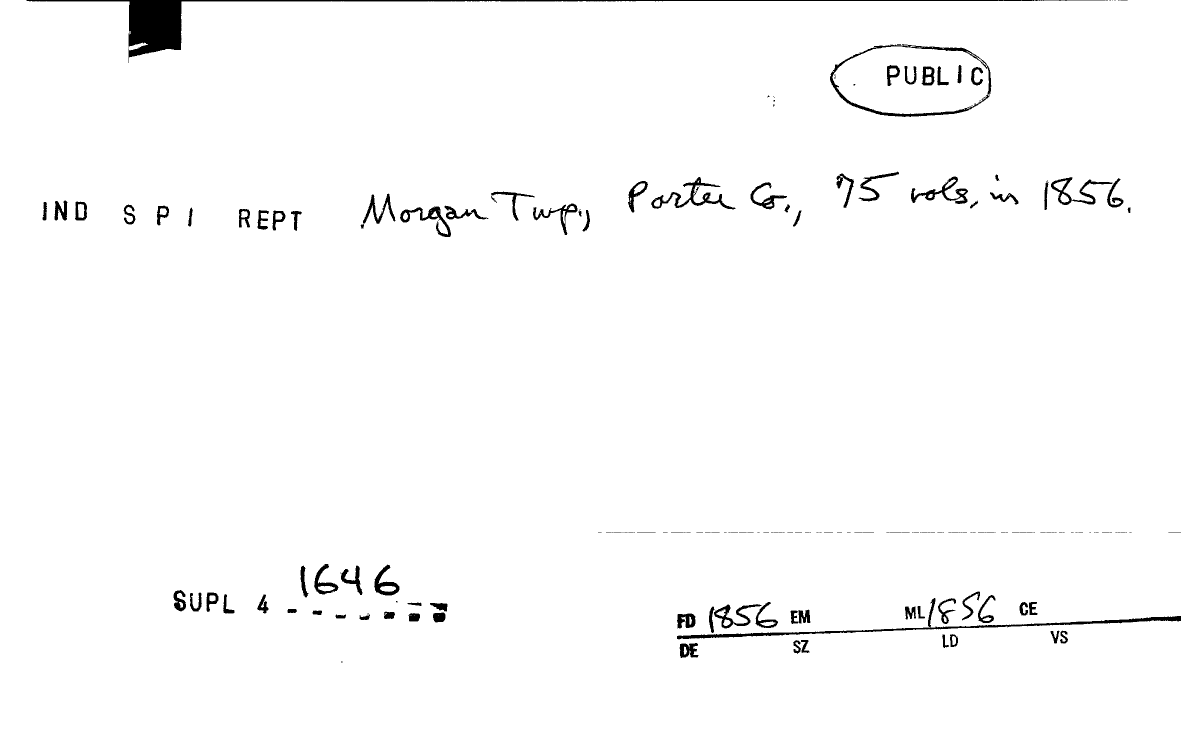 PUBLIC
IND S P I REPT Morgan Twp., Porter Co., 75 vols, in 1856.
SUPL 4 1646
FD 1856 EM ML 1856 CE
DE SZ LD VS